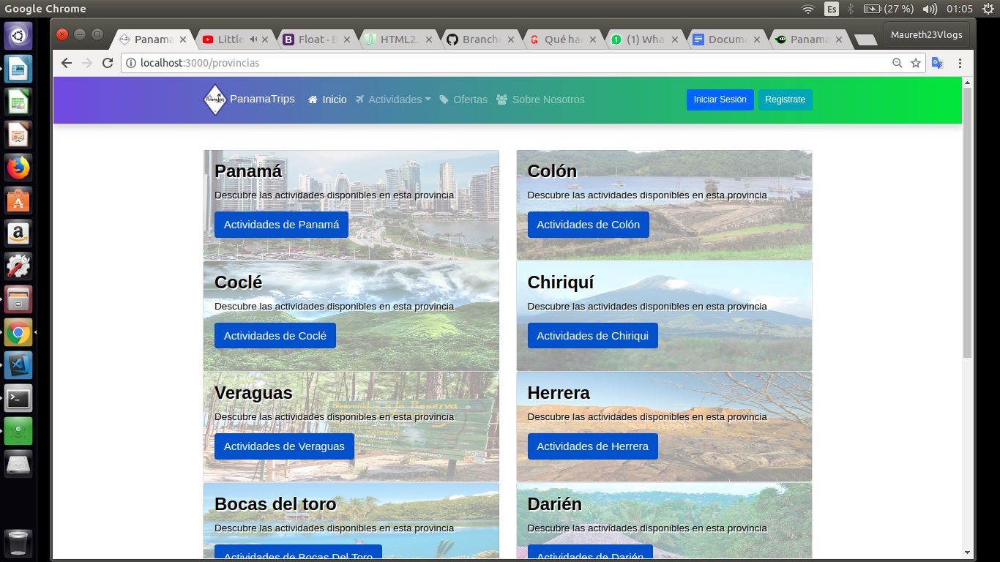 Google Chrome
Es
(27 %)
01:05
Panama
Little
Float · B
HTML2.
Branche
Qué hac
(1) Wha
Docume
Panama
Maureth23Vlogs
localhost:3000/provincias
PanamaTrips
Inicio
Actividades
Ofertas
Sobre Nosotros
Iniciar Sesión
Registrate
Panamá
Descubre las actividades disponibles en esta provincia
Actividades de Panamá
Colón
Descubre las actividades disponibles en esta provincia
Actividades de Colón
Coclé
Descubre las actividades disponibles en esta provincia
Actividades de Coclé
Chiriquí
Descubre las actividades disponibles en esta provincia
Actividades de Chiriqui
Veraguas
Bienvenidos a la Reserva
Descubre las actividades disponibles en esta provincia
Actividades de Veraguas
Herrera
Descubre las actividades disponibles en esta provincia
Actividades de Herrera
Bocas del toro
Descubre las actividades disponibles en esta provincia
Actividades de Bocas Del Toro
Darién
Descubre las actividades disponibles en esta provincia
Actividades de Darién